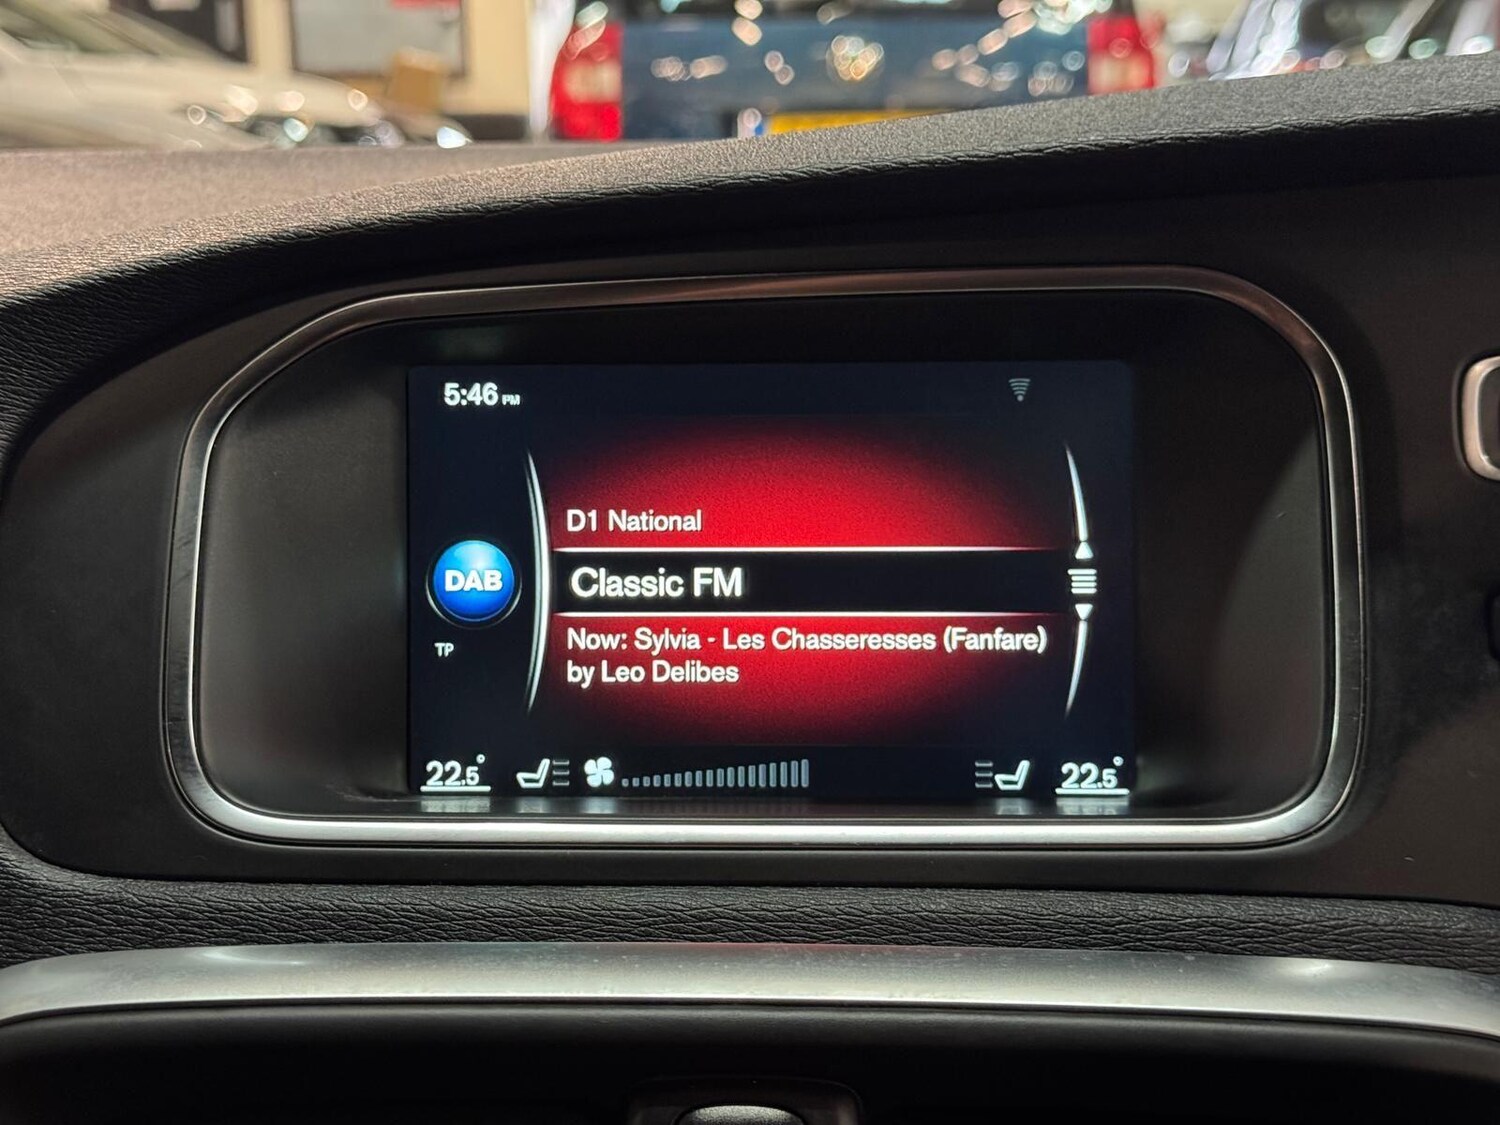 5:46 PM
D1 National
DAB
Classic FM
TP
Now: Sylvia - Les Chasseresses (Fanfare)
by Leo Delibes
22.5°
22.5°